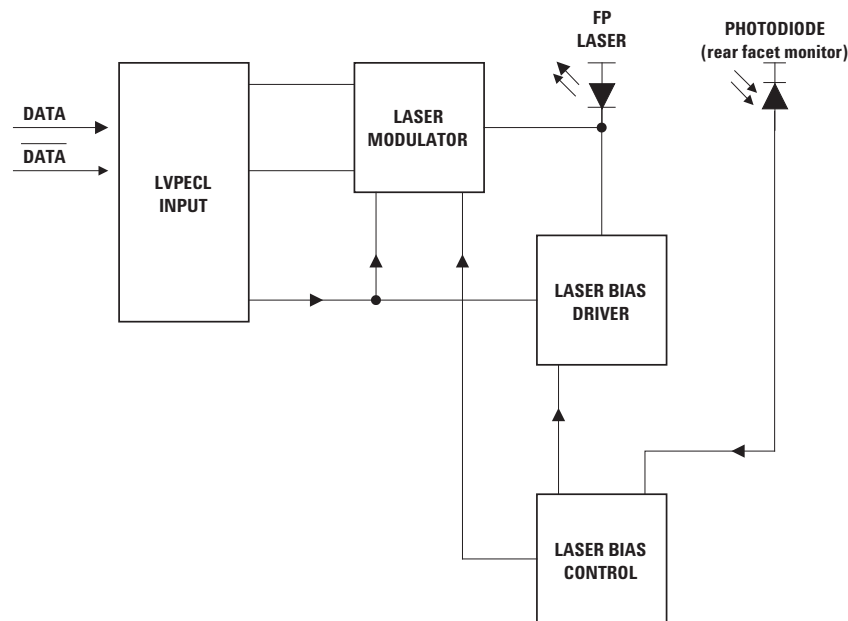 FP
LASER
PHOTODIODE
(rear facet monitor)
DATA
DATA
LVPECL
INPUT
LASER
MODULATOR
LASER BIAS
DRIVER
LASER BIAS
CONTROL